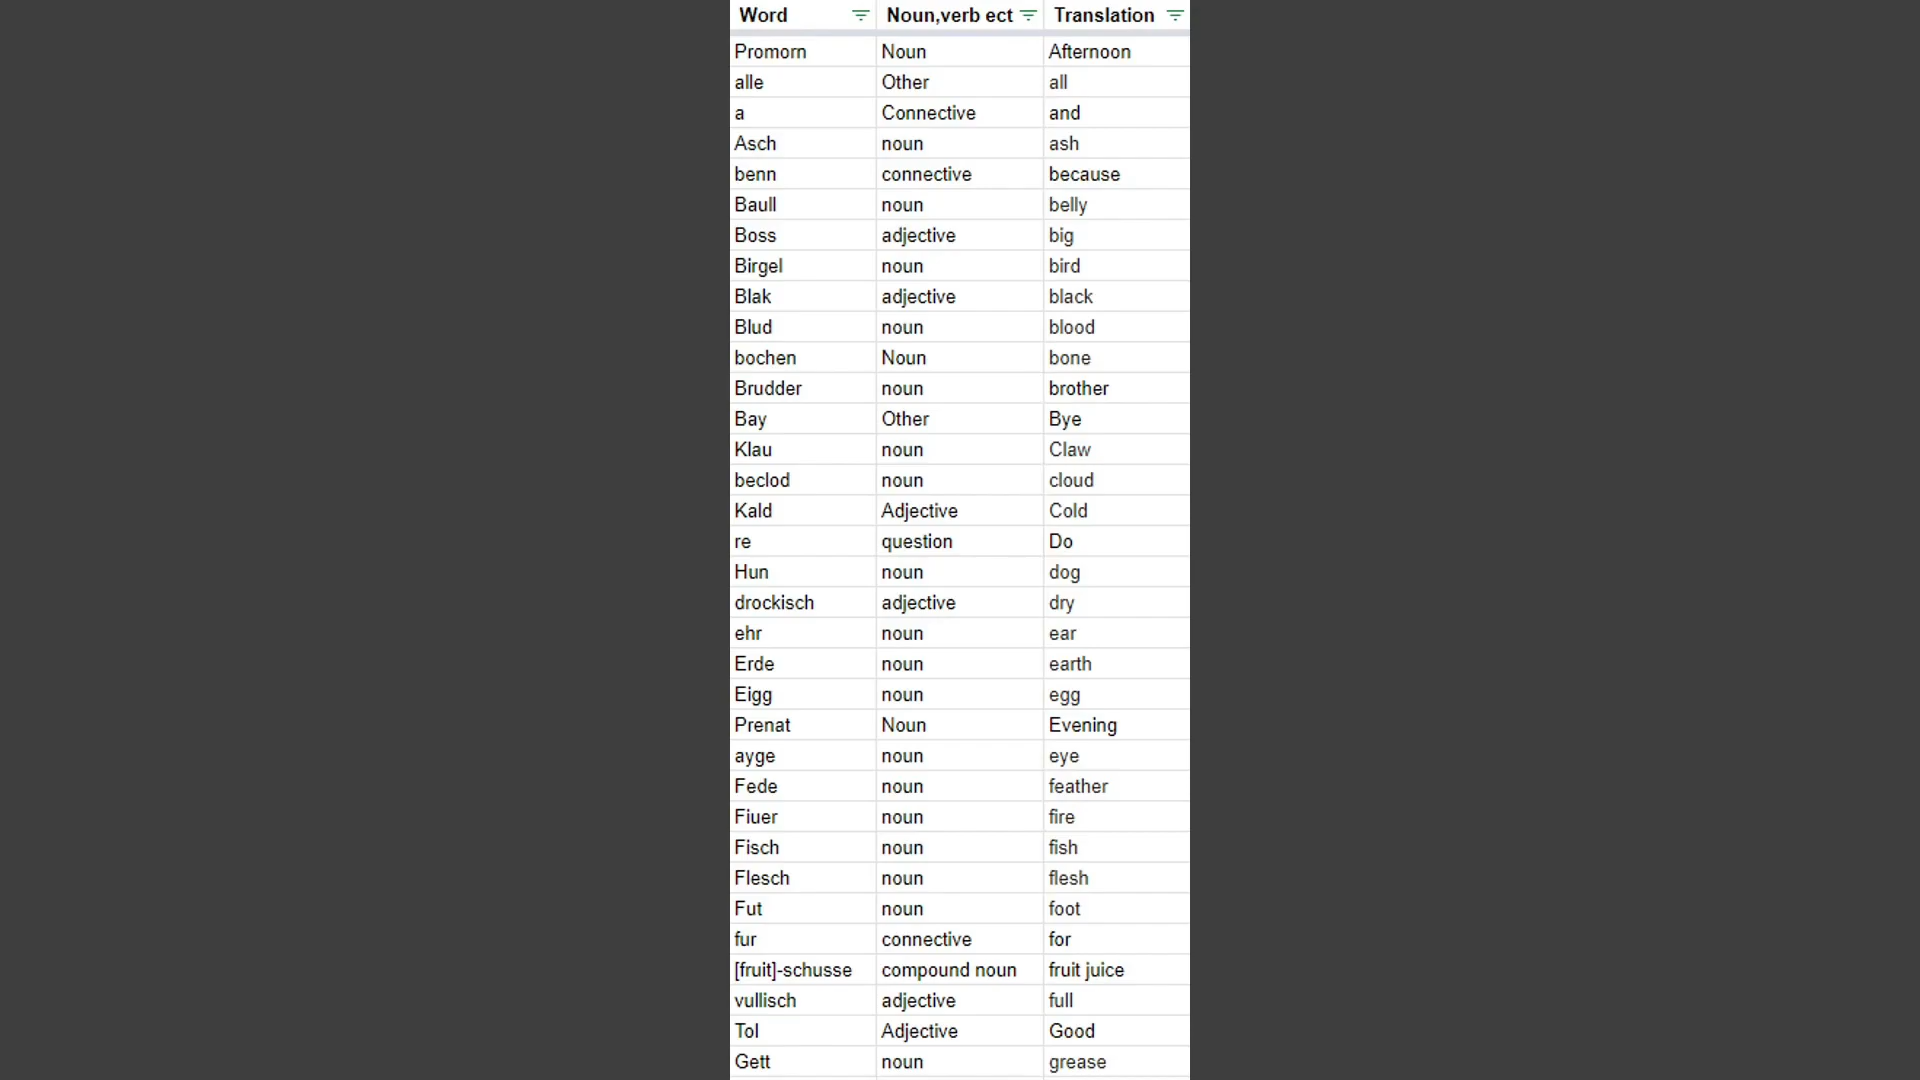 Word Noun,verb ect Translation
Promorn Noun Afternoon
alle Other all
a Connective and
Asch noun ash
benn connective because
Baull noun belly
Boss adjective big
Birgel noun bird
Blak adjective black
Blud noun blood
bochen Noun bone
Brudder noun brother
Bay Other Bye
Klau noun Claw
beclod noun cloud
Kald Adjective Cold
re question Do
Hun noun dog
drockisch adjective dry
ehr noun ear
Erde noun earth
Eigg noun egg
Prenat Noun Evening
ayge noun eye
Fede noun feather
Fiuer noun fire
Fisch noun fish
Flesch noun flesh
Fut noun foot
fur connective for
[fruit]-schusse compound noun fruit juice
vullisch adjective full
Tol Adjective Good
Gett noun grease